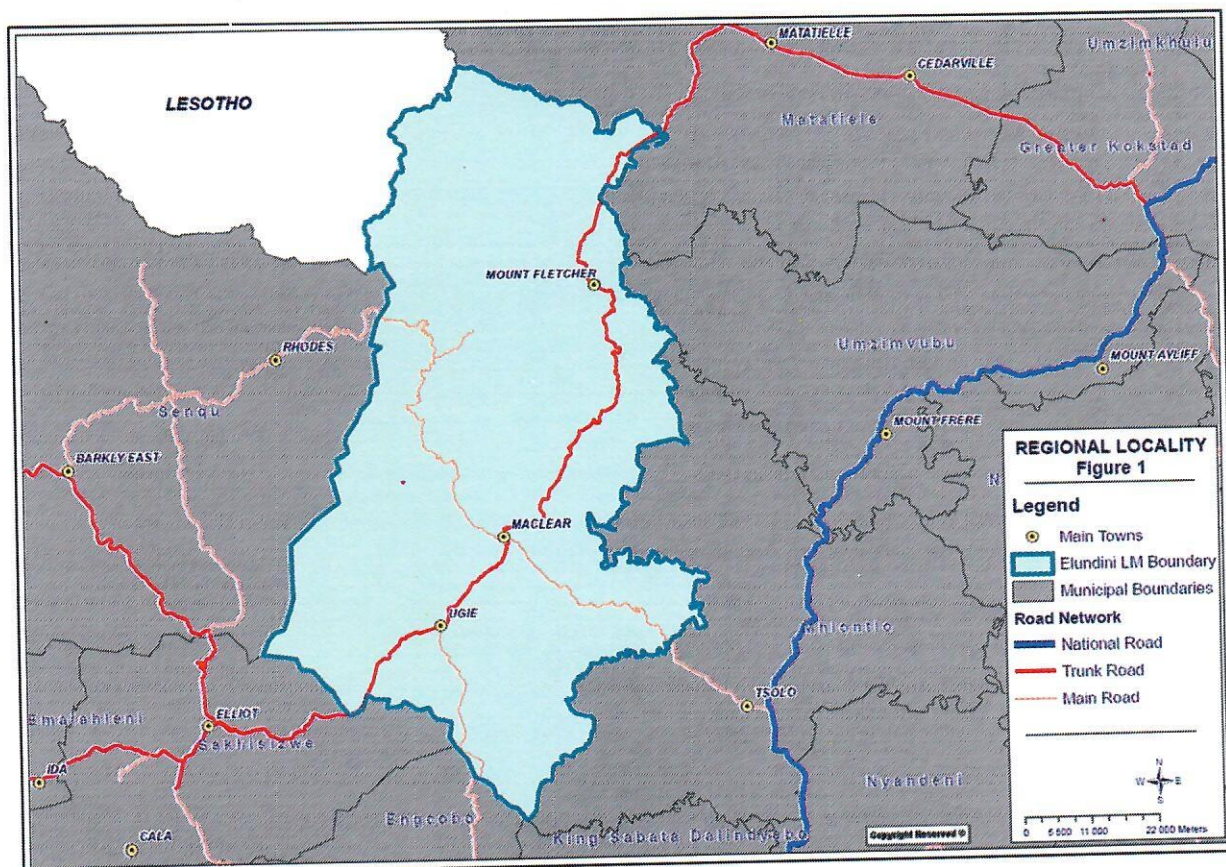 MATATIELLE
Umzimkhulu
CEDARVILLE
LESOTHO
Matatiele
Greater Kokstad
MOUNT FLETCHER
RHODES
Umzimvubu
MOUNT AYLIFF
Senqu
MOUNT FRERE
BARKLY EAST
N
MACLEAR
UGIE
Mhlontlo
TSOLO
Emalahleni
ELLIOT
Sakhisizwe
IDA
Nyandeni
CALA
Engcobo
King Sabata Dalindyebo
REGIONAL LOCALITY
Figure 1
Legend
Main Towns
Elundini LM Boundary
Municipal Boundaries
Road Network
National Road
Trunk Road
Main Road
N
W E
S
0 5 500 11 000 22 000 Meters
Copyright Reserved ©